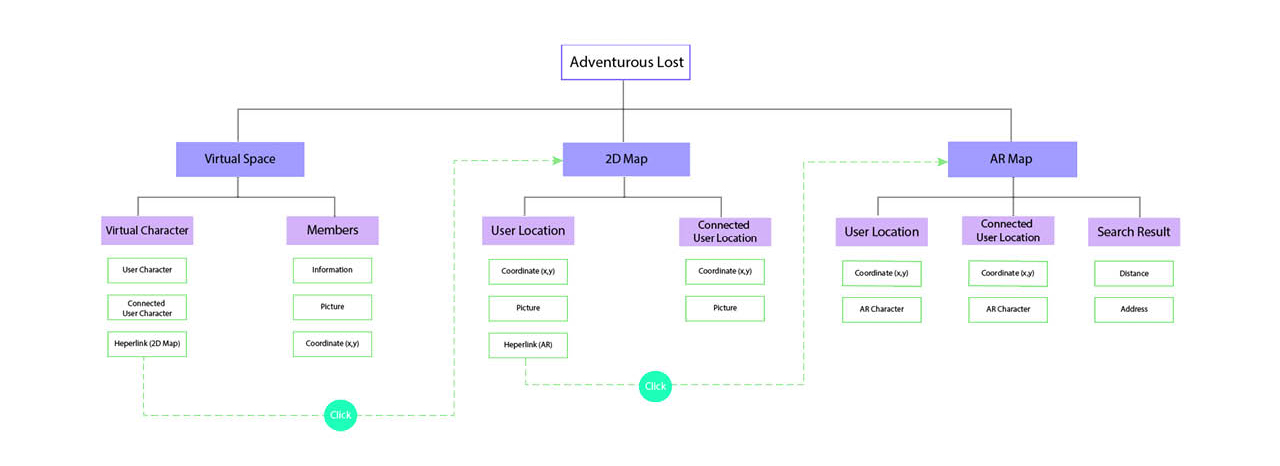 Adventurous Lost
Virtual Space
2D Map
AR Map
Virtual Character
Members
User Location
Connected
User Location
User Location
Connected
User Location
Search Result
User Character
Information
Coordinate (x,y)
Coordinate (x,y)
Coordinate (x,y)
Coordinate (x,y)
Distance
Connected
User Character
Picture
Picture
Picture
AR Character
AR Character
Address
Heperlink (2D Map)
Coordinate (x,y)
Heperlink (AR)
Click
Click